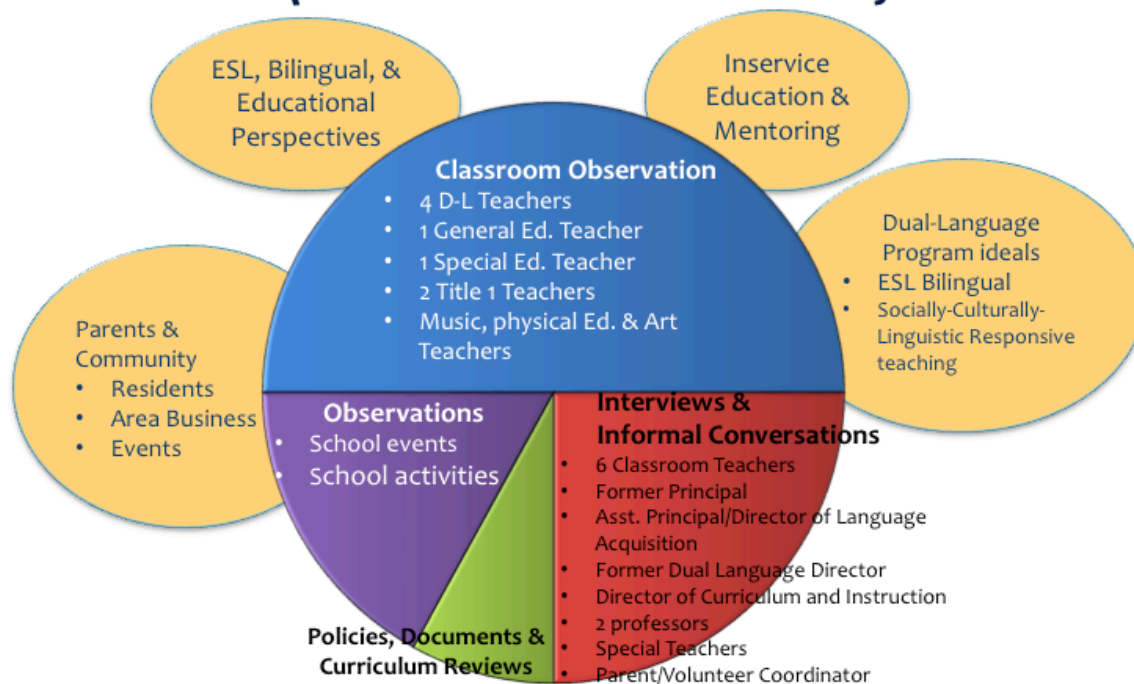 ESL, Bilingual, &
Educational
Perspectives
Inservice
Education &
Mentoring
Classroom Observation
• 4 D-L Teachers
• 1 General Ed. Teacher
• 1 Special Ed. Teacher
• 2 Title 1 Teachers
• Music, physical Ed. & Art
Teachers
Dual-Language
Program ideals
• ESL Bilingual
• Socially-Culturally-
Linguistic Responsive
teaching
Parents &
Community
• Residents
• Area Business
• Events
Observations
• School events
• School activities
Interviews &
Informal Conversations
• 6 Classroom Teachers
• Former Principal
• Asst. Principal/Director of Language
Acquisition
• Former Dual Language Director
• Director of Curriculum and Instruction
• 2 professors
• Special Teachers
• Parent/Volunteer Coordinator
Policies, Documents &
Curriculum Reviews